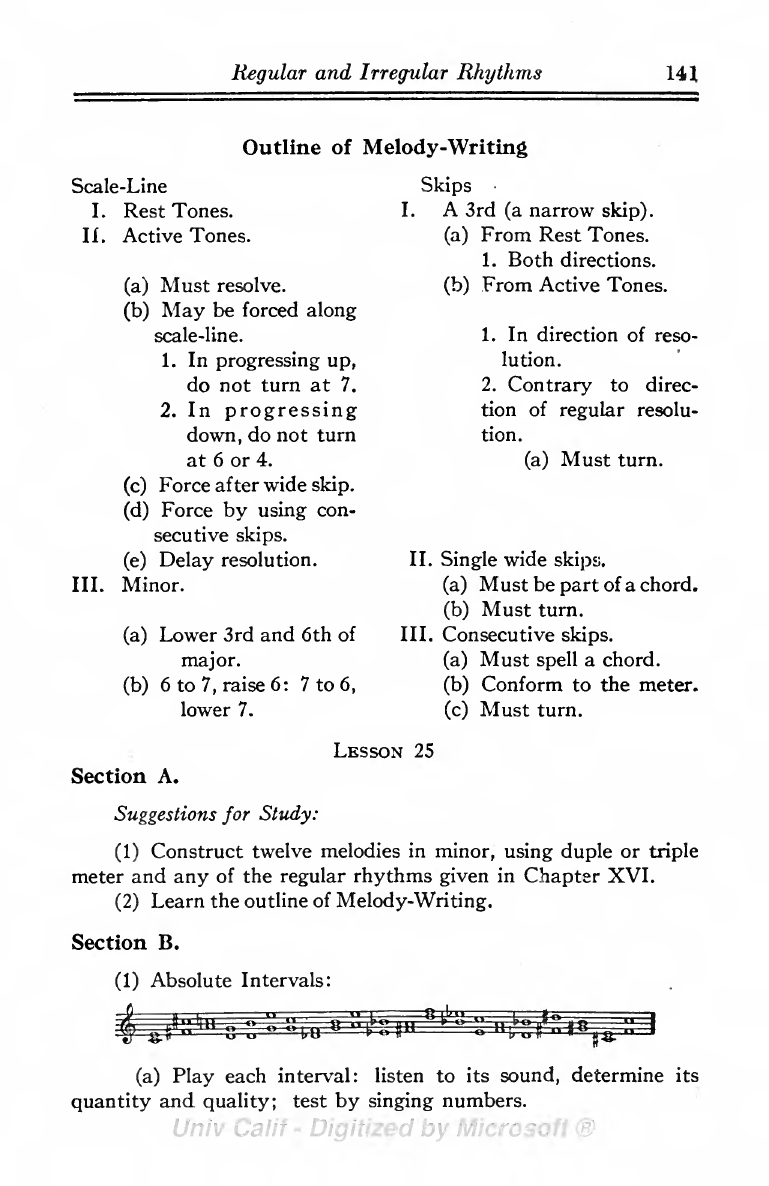 Regular and Irregular Rhythms 141
Outline of Melody-Writing
Scale-Line
I. Rest Tones.
II. Active Tones.
(a) Must resolve.
(b) May be forced along
scale-line.
1. In progressing up,
do not turn at 7.
2. In progressing
down, do not turn
at 6 or 4.
(c) Force after wide skip.
(d) Force by using con-
secutive skips.
(e) Delay resolution.
III. Minor.
(a) Lower 3rd and 6th of
major.
(b) 6 to 7, raise 6: 7 to 6,
lower 7.
Skips
I. A 3rd (a narrow skip).
(a) From Rest Tones.
1. Both directions.
(b) From Active Tones.
1. In direction of reso-
lution.
2. Contrary to direc-
tion of regular resolu-
tion.
(a) Must turn.
II. Single wide skips.
(a) Must be part of a chord.
(b) Must turn.
III. Consecutive skips.
(a) Must spell a chord.
(b) Conform to the meter.
(c) Must turn.
Lesson 25
Section A.
Suggestions for Study:
(1) Construct twelve melodies in minor, using duple or triple
meter and any of the regular rhythms given in Chapter XVI.
(2) Learn the outline of Melody-Writing.
Section B.
(1) Absolute Intervals:
(a) Play each interval: listen to its sound, determine its
quantity and quality; test by singing numbers.
Univ Calif - Digitized by Microsoft ®